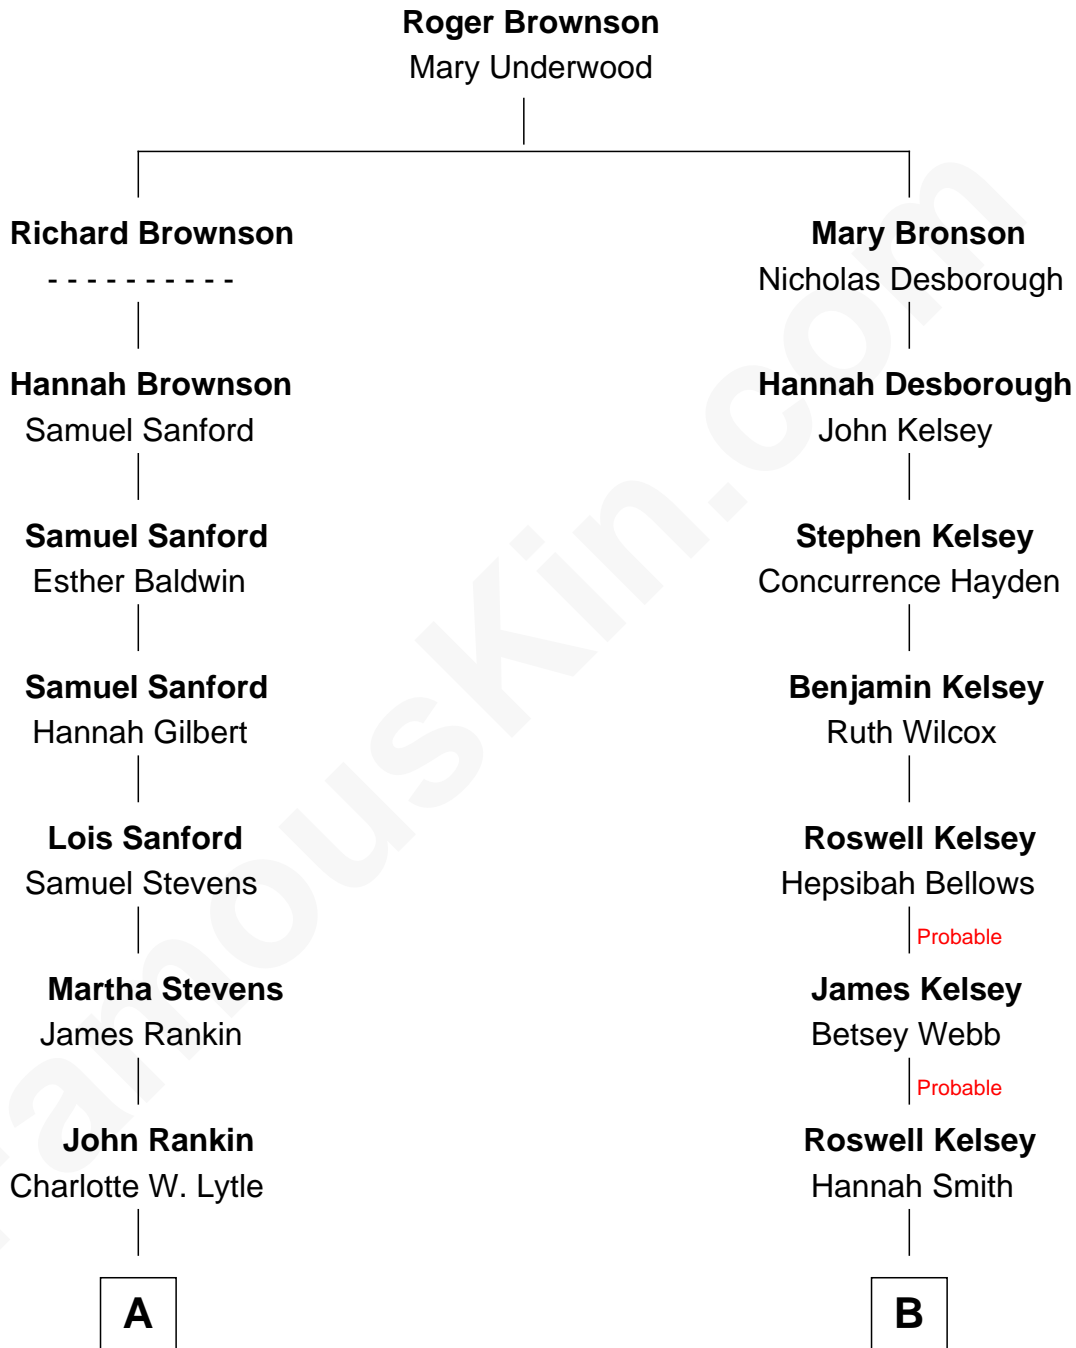 Roger Brownson
Mary Underwood
Richard Brownson
- - - - - - - - - -
Mary Bronson
Nicholas Desborough
Hannah Brownson
Samuel Sanford
Hannah Desborough
John Kelsey
Samuel Sanford
Esther Baldwin
Stephen Kelsey
Concurrence Hayden
Samuel Sanford
Hannah Gilbert
Benjamin Kelsey
Ruth Wilcox
Lois Sanford
Samuel Stevens
Roswell Kelsey
Hepsibah Bellows
Probable
Martha Stevens
James Rankin
James Kelsey
Betsey Webb
Probable
John Rankin
Charlotte W. Lytle
Roswell Kelsey
Hannah Smith
A
B
FamousKin.com